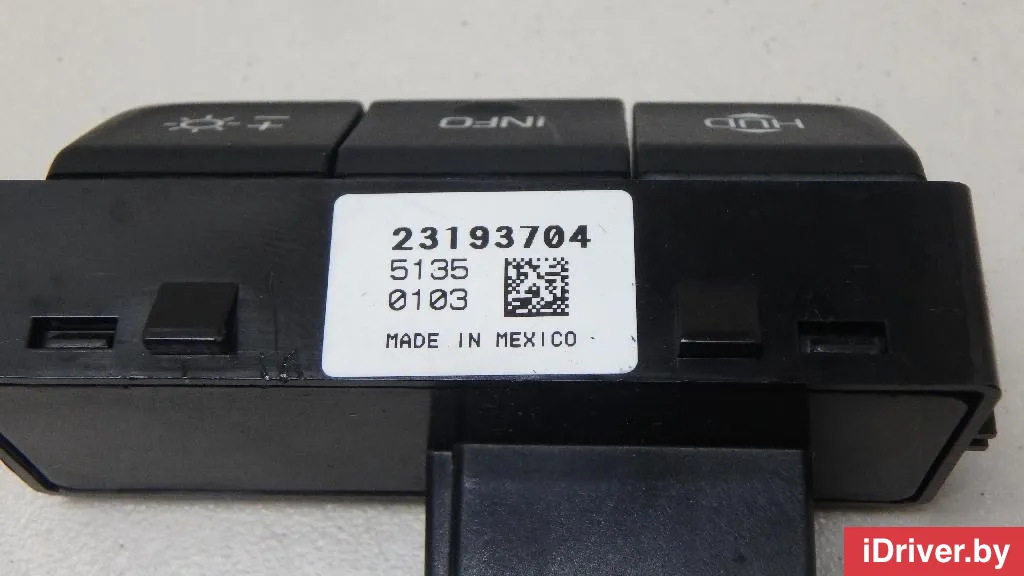 INFO
HUD
23193704
5135
0103
MADE IN MEXICO
iDriver.by